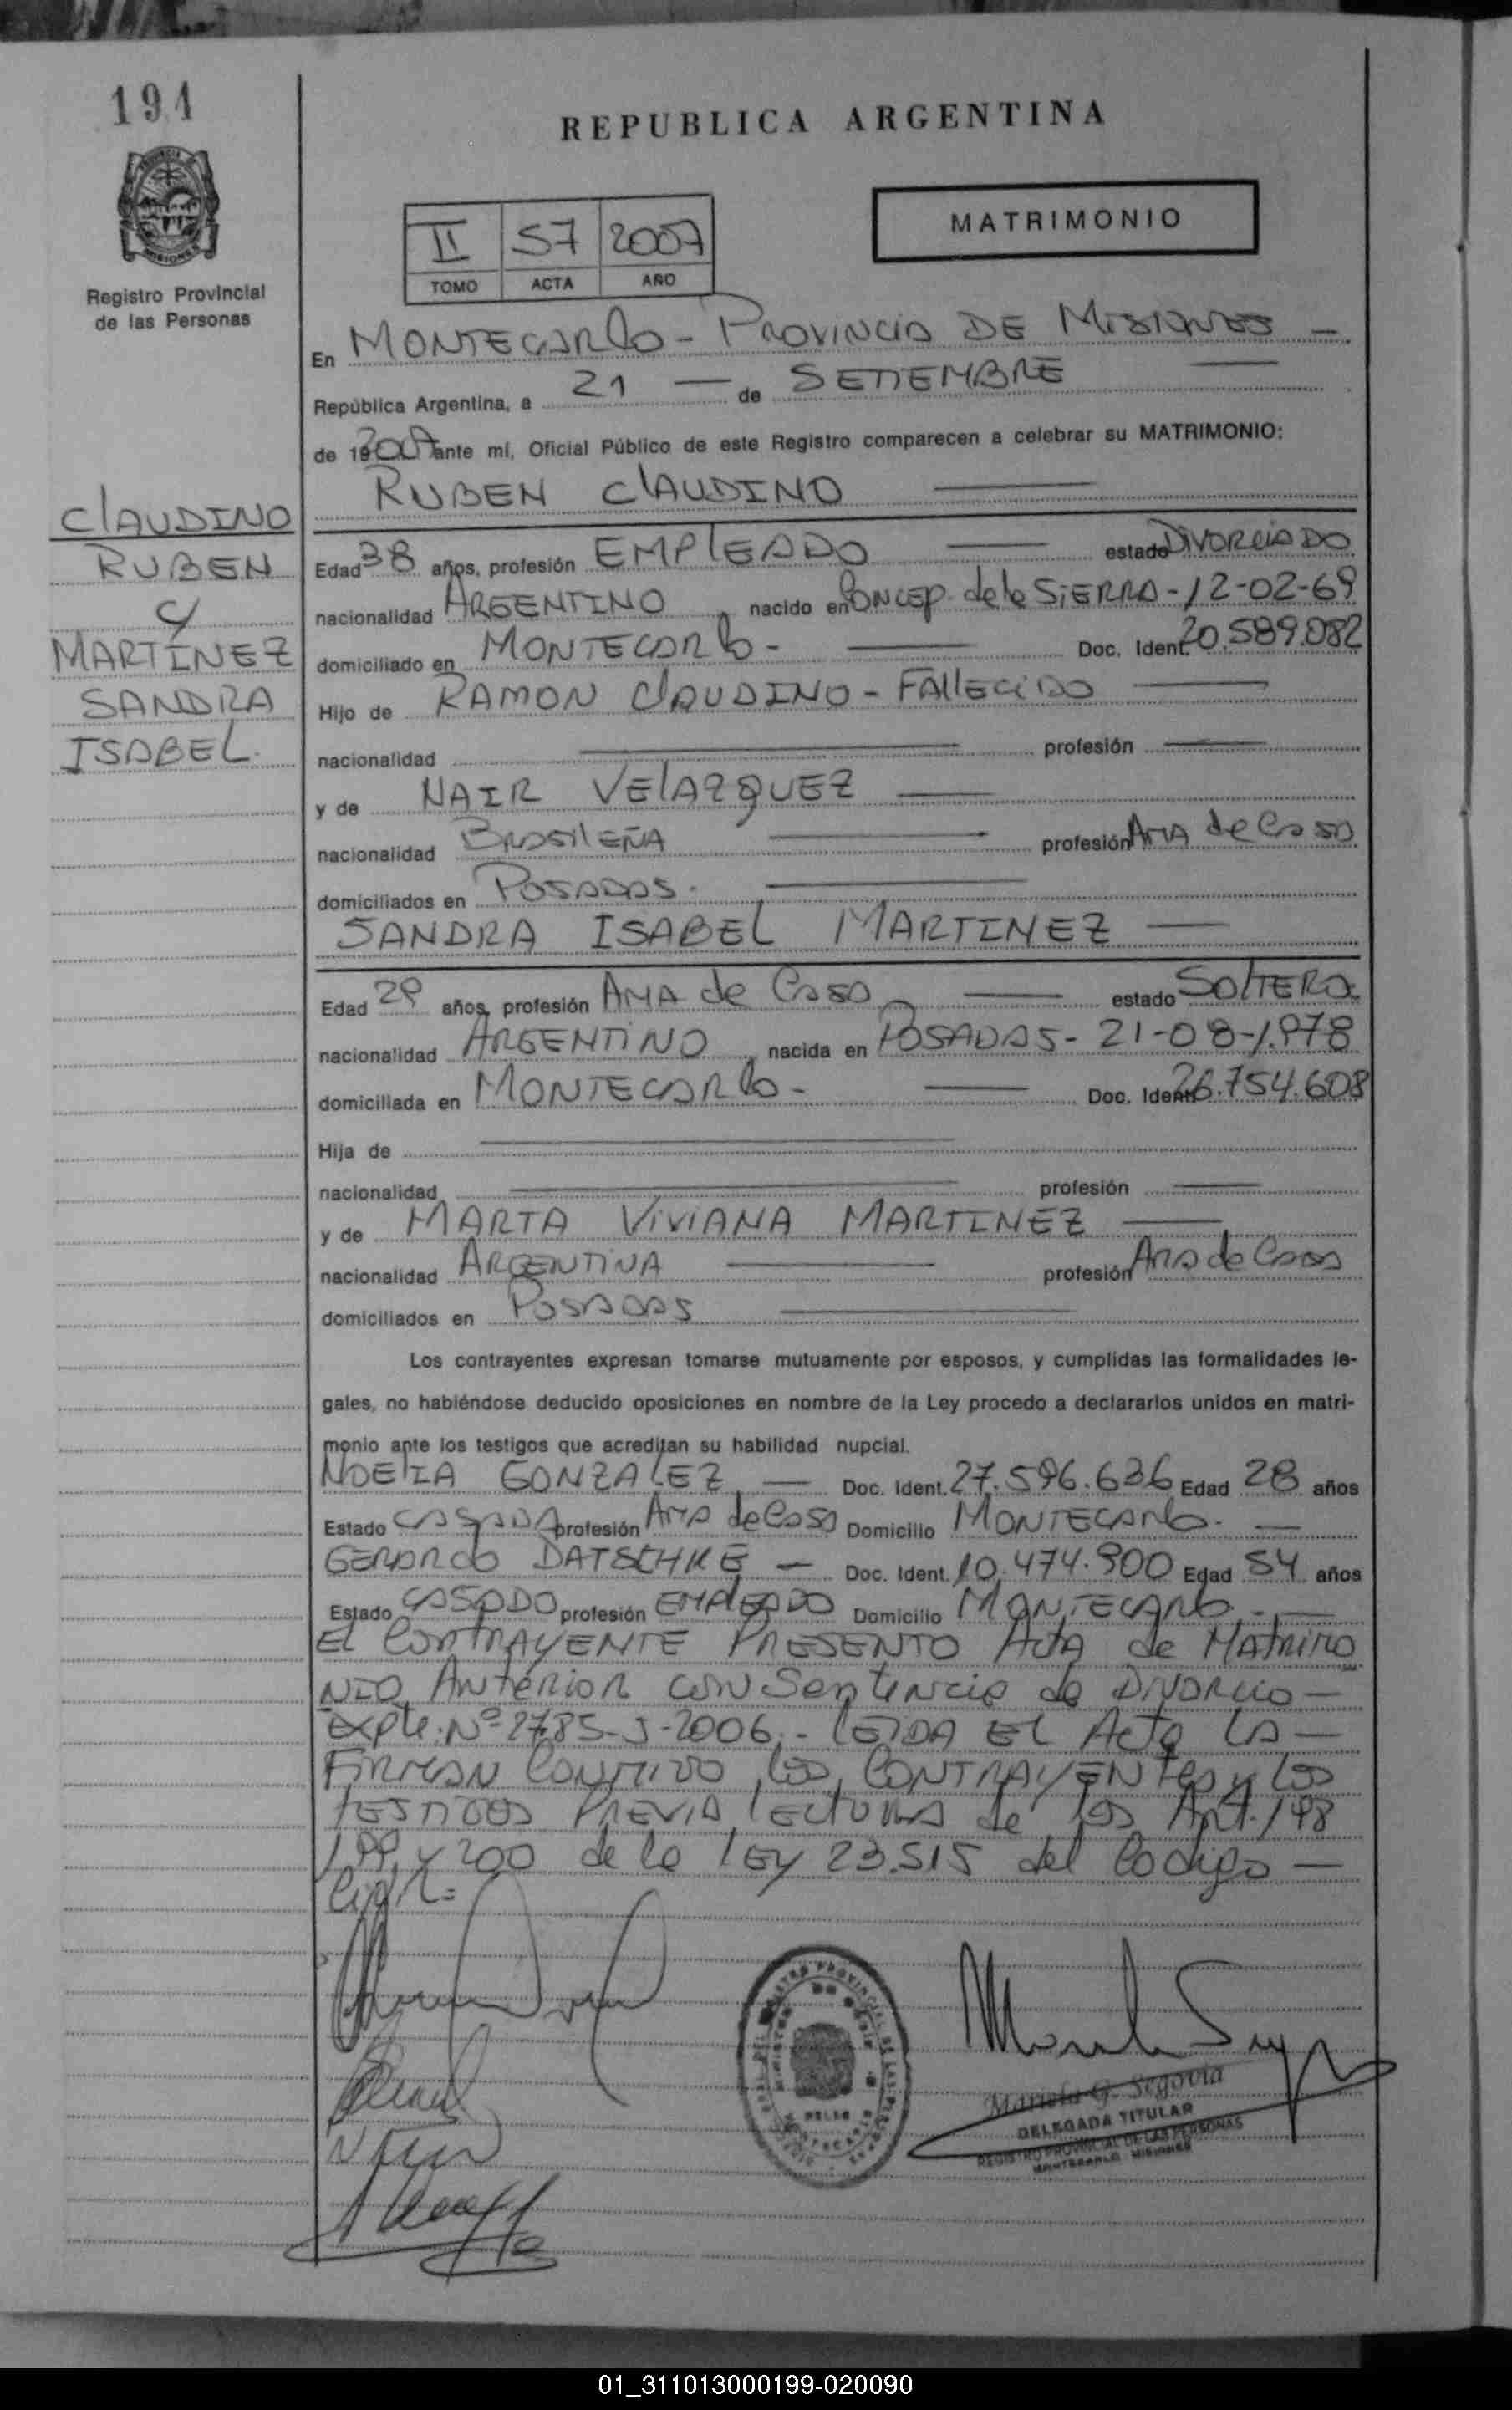 191
REPUBLICA ARGENTINA
MATRIMONIO
II 57 2007
TOMO ACTA AÑO
Registro Provincial
de las Personas
En MONTECARLO - PROVINCIA DE MISIONES -
República Argentina, a 21 — de SETIEMBRE —
de 2007 ante mí, Oficial Público de este Registro comparecen a celebrar su MATRIMONIO:
RUBEN CLAUDINO —
CLAUDINO
RUBEN
Y
MARTÍNEZ
SANDRA
ISABEL.
Edad 38 años, profesión EMPLEADO — estado DIVORCIADO
nacionalidad ARGENTINO, nacido en CONCEP. de la SIERRA - 12-02-69
domiciliado en MONTECARLO - — Doc. Ident. 20.589.082
Hijo de RAMON CLAUDINO - FALLECIDO —
nacionalidad — profesión —
y de NAIR VELAZQUEZ —
nacionalidad BRASILEÑA — profesión AMA de CASA
domiciliados en POSADAS. —
SANDRA ISABEL MARTINEZ —
Edad 29 años, profesión AMA de CASA — estado SOLTERA
nacionalidad ARGENTINO, nacida en POSADAS - 21-08-1.978
domiciliada en MONTECARLO - — Doc. Ident. 26.754.608
Hija de —
nacionalidad — profesión —
y de MARTA VIVIANA MARTINEZ —
nacionalidad ARGENTINA — profesión AMA de CASA
domiciliados en POSADAS —
Los contrayentes expresan tomarse mutuamente por esposos, y cumplidas las formalidades le-
gales, no habiéndose deducido oposiciones en nombre de la Ley procedo a declararlos unidos en matri-
monio ante los testigos que acreditan su habilidad nupcial.
NOELIA GONZALEZ — Doc. Ident. 27.596.636 Edad 28 años
Estado CASADA profesión AMA de CASA Domicilio MONTECARLO. —
GERARDO DATSCHKE — Doc. Ident. 10.474.900 Edad 54 años
Estado CASADO profesión EMPLEADO Domicilio MONTECARLO. —
EL CONTRAYENTE PRESENTO ACTA de MATRIMO
NIO ANTERIOR CON SENTENCIA de DIVORCIO —
EXPTE. Nº 2785-J-2006. - LEIDA EL ACTA LA —
FIRMAN CONMIGO, LOS CONTRAYENTES y LOS
TESTIGOS PREVIA LECTURA de los ART. 198
199, y 200 de la LEY 23.515 del Codigo —
Civil. -
Mariela G. Segovia
DELEGADA TITULAR
REGISTRO PROVINCIAL DE LAS PERSONAS
MONTECARLO - MISIONES
01_311013000199-020090